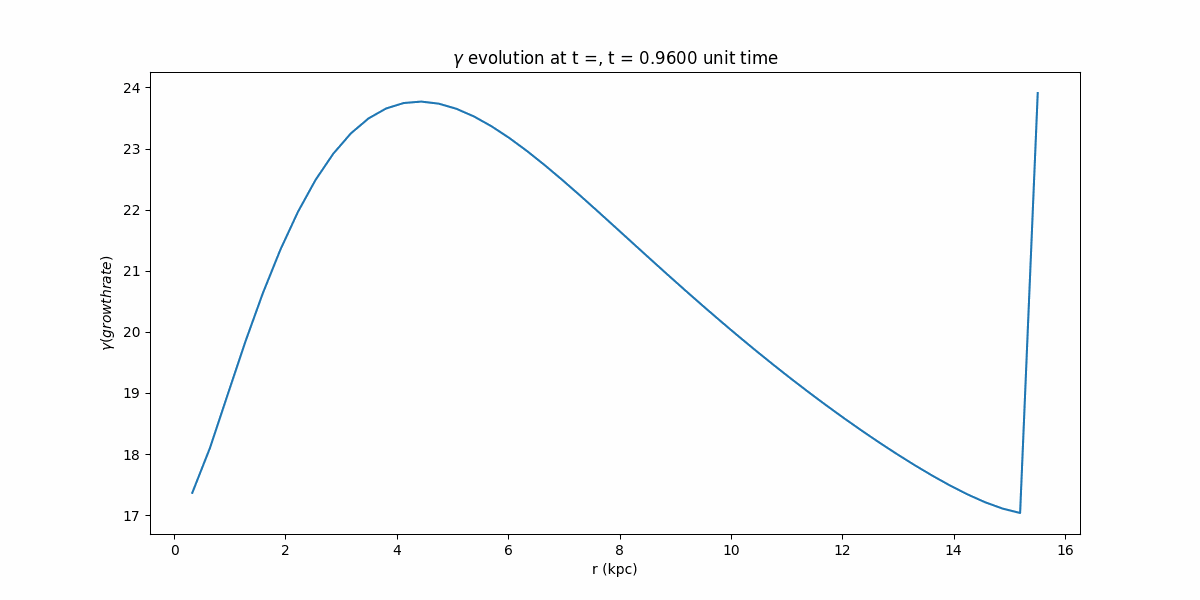 γ evolution at t =, t = 0.9600 unit time
24
23
22
21
20
19
18
17
γ(growthrate)
0 2 4 6 8 10 12 14 16
r (kpc)